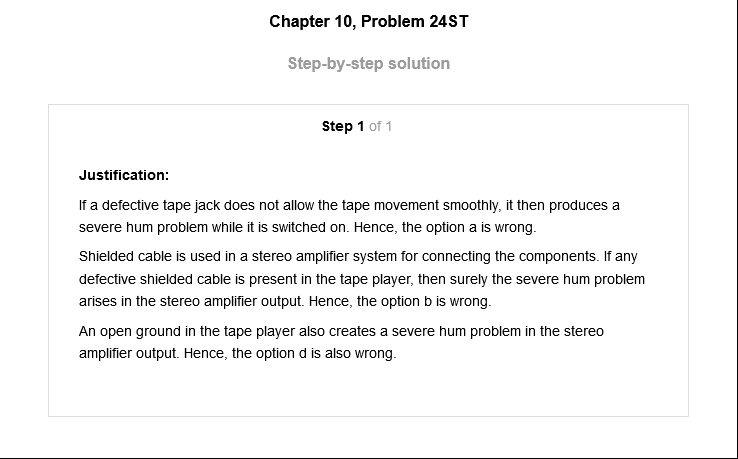 Chapter 10, Problem 24ST
Step-by-step solution
Step 1 of 1
Justification:
If a defective tape jack does not allow the tape movement smoothly, it then produces a
severe hum problem while it is switched on. Hence, the option a is wrong.
Shielded cable is used in a stereo amplifier system for connecting the components. If any
defective shielded cable is present in the tape player, then surely the severe hum problem
arises in the stereo amplifier output. Hence, the option b is wrong.
An open ground in the tape player also creates a severe hum problem in the stereo
amplifier output. Hence, the option d is also wrong.